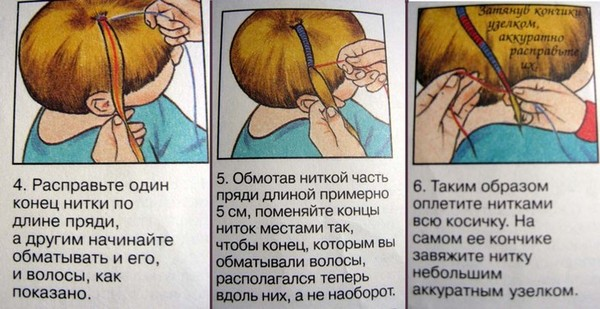 4. Расправьте один
конец нитки по
длине пряди,
а другим начинайте
обматывать и его,
и волосы, как
показано.
5. Обмотав ниткой часть
пряди длиной примерно
5 см, поменяйте концы
ниток местами так,
чтобы конец, которым вы
обматывали волосы,
располагался теперь
вдоль них, а не наоборот.
Затянув кончики
узелком,
аккуратно
расправьте
их.
6. Таким образом
оплетите нитками
всю косичку. На
самом ее кончике
завяжите нитку
небольшим
аккуратным узелком.